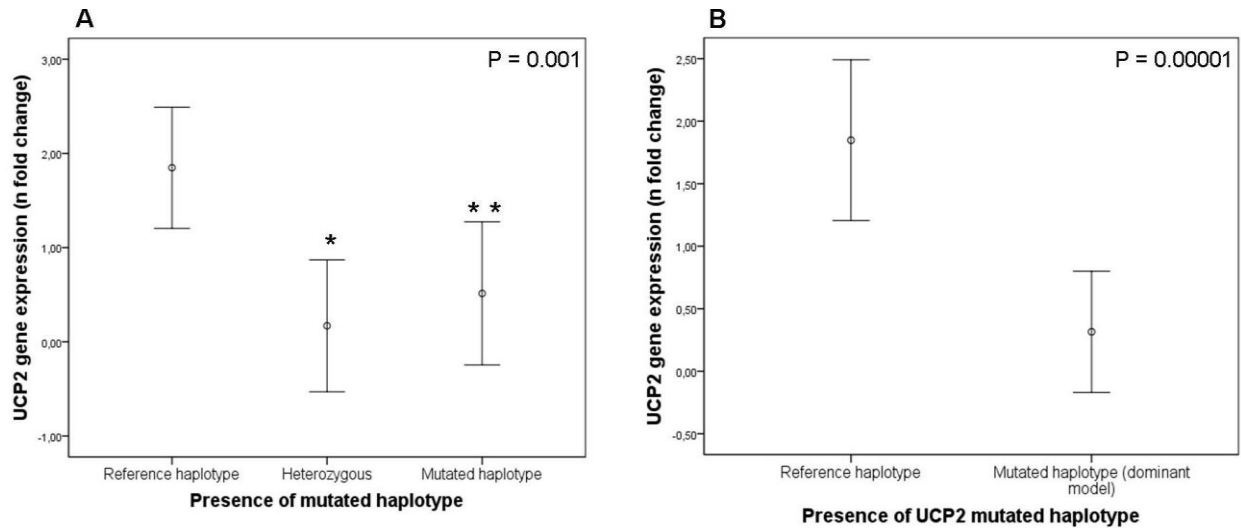 A
P = 0.001
UCP2 gene expression (n fold change)
3,00
2,00
1,00
0,00
-1,00
*
* *
Reference haplotype
Heterozygous
Mutated haplotype
Presence of mutated haplotype
B
P = 0.00001
UCP2 gene expression (n fold change)
2,50
2,00
1,50
1,00
0,50
0,00
-0,50
Reference haplotype
Mutated haplotype (dominant
model)
Presence of UCP2 mutated haplotype